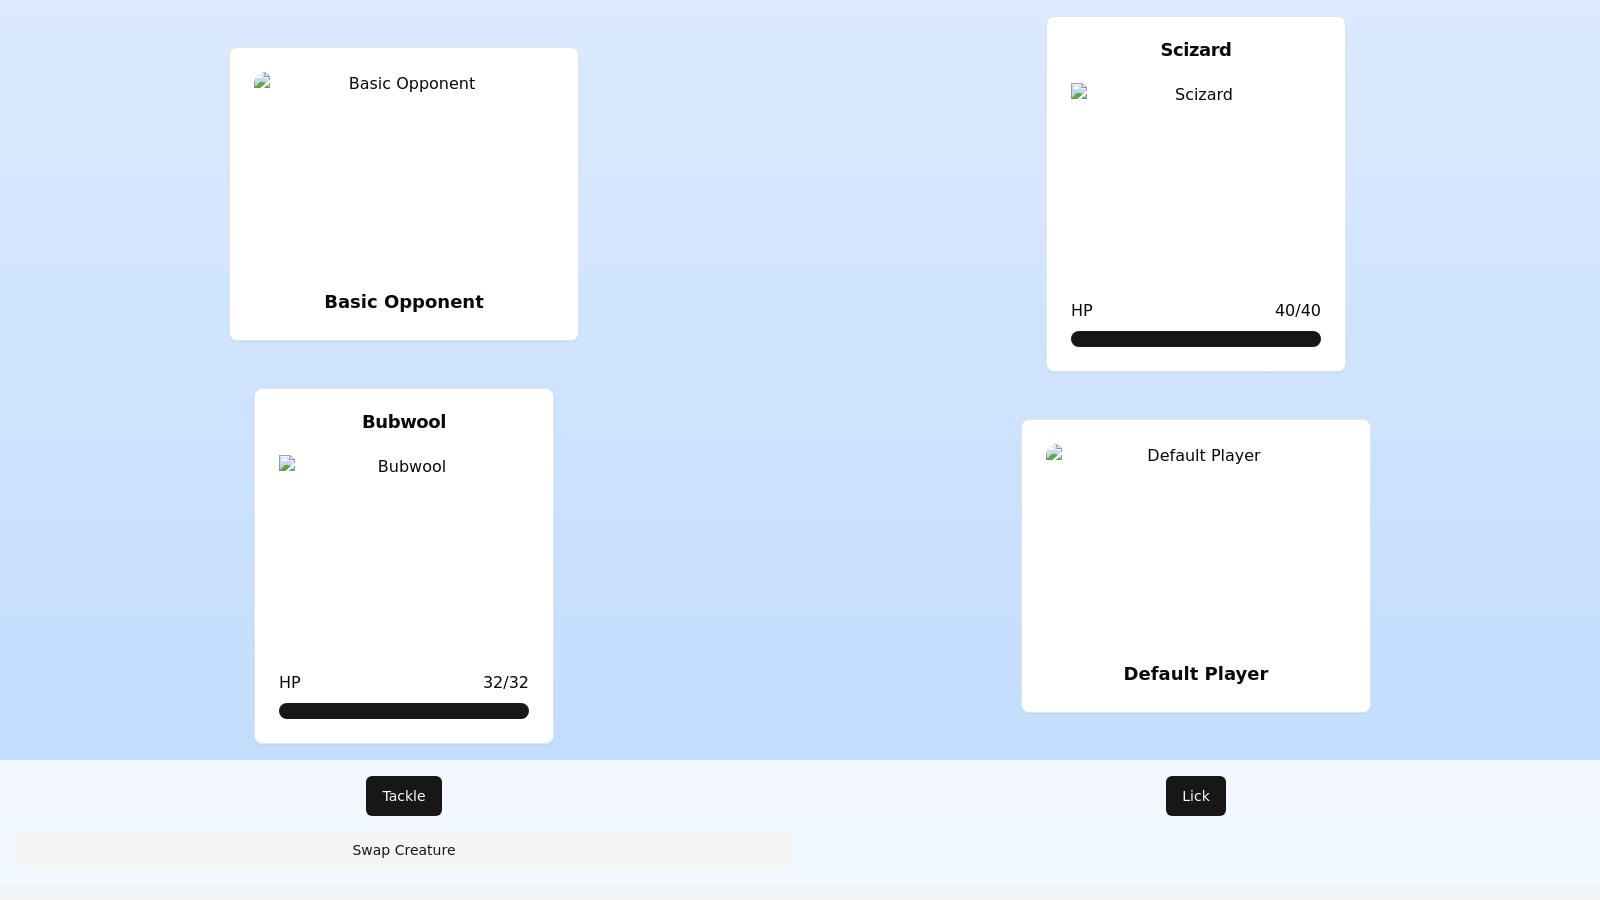 Basic Opponent
Basic Opponent
Scizard
Scizard
HP 40/40
Bubwool
Bubwool
HP 32/32
Default Player
Default Player
Tackle
Lick
Swap Creature